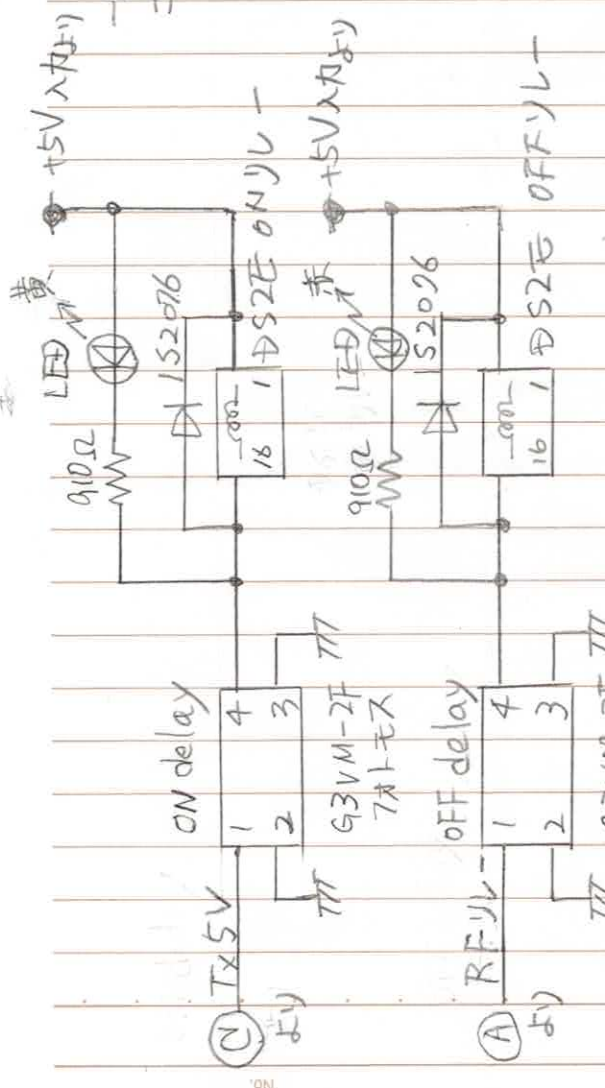 Ⓒ より
Tx5V
ON delay
1 4
2 3
G3VM-2F
フォトモス
910Ω
LED 黄
1S2076
16 1
DS2E ONリレー
+5V入力より
Ⓐ より
RFリレー
OFF delay
1 4
2 3
910Ω
LED 赤
1S2076
16 1
DS2E OFFリレー
+5V入力より
NO.